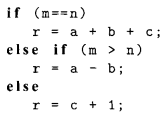 if (m==n)
    r = a + b + c;
else if (m > n)
    r = a - b;
else
    r = c + 1;